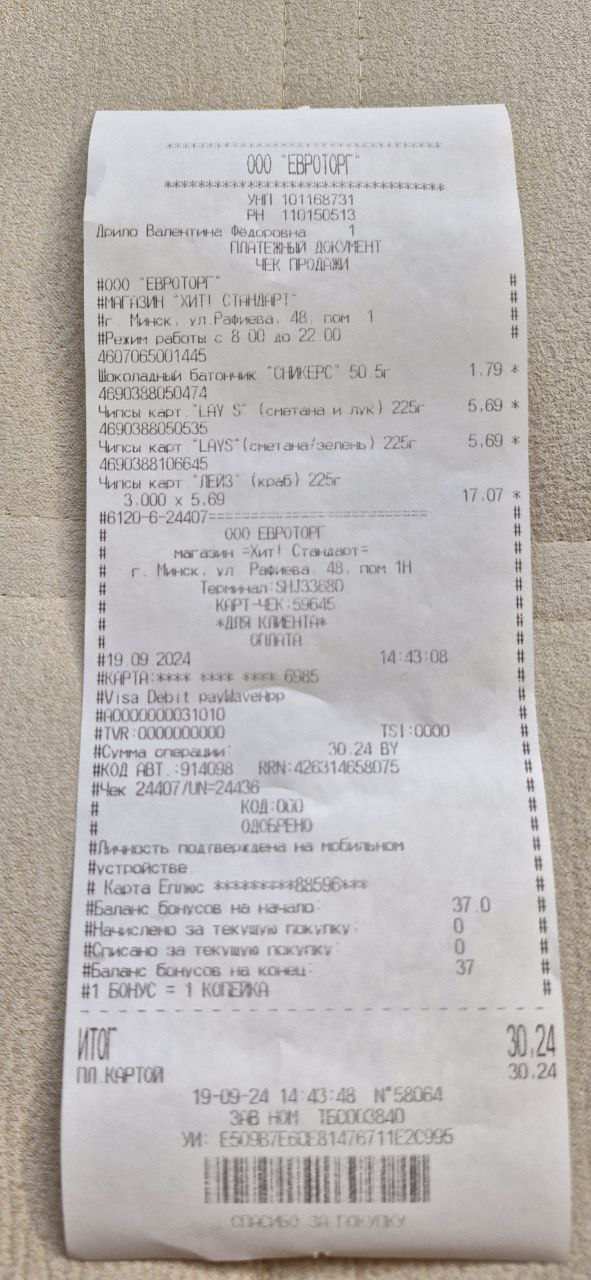 *********************************
ООО "ЕВРОТОРГ"
*********************************
УНП 101168731
РН 110150513
Дрило Валентина Фёдоровна 1
ПЛАТЕЖНЫЙ ДОКУМЕНТ
ЧЕК ПРОДАЖИ
#ООО "ЕВРОТОРГ" #
#МАГАЗИН "ХИТ! СТАНДАРТ" #
#г. Минск, ул.Рафиева, 48, пом. 1 #
#Режим работы с 8.00 до 22.00 #
4607065001445
Шоколадный батончик "СНИКЕРС" 50.5г 1.79 *
4690388050474
Чипсы карт."LAY S" (сметана и лук) 225г 5.69 *
4690388050535
Чипсы карт."LAYS"(сметана/зелень) 225г 5.69 *
4690388106645
Чипсы карт "ЛЕЙЗ" (краб) 225г
3.000 x 5.69 17.07 *
#6120-6-24407========================== #
# ООО ЕВРОТОРГ #
# магазин =Хит! Стандарт= #
# г. Минск, ул. Рафиева, 48, пом 1Н #
# Терминал:SHJ33680 #
# КАРТ-ЧЕК:59645 #
# *ДЛЯ КЛИЕНТА* #
# ОПЛАТА #
#19.09.2024 14:43:08 #
#КАРТА:**** **** **** 6985 #
#Visa Debit payWaveHpp #
#A0000000031010 #
#TVR:0000000000 TSI:0000 #
#Сумма операции: 30.24 BY #
#КОД АВТ.:914098 RRN:426314658075 #
#Чек 24407/UN=24436 #
# КОД:000 #
# ОДОБРЕНО #
#Личность подтверждена на мобильном #
#устройстве. #
# Карта Еплюс *********88596*** #
#Баланс бонусов на начало: 37.0 #
#Начислено за текущую покупку: 0 #
#Списано за текущую покупку: 0 #
#Баланс бонусов на конец: 37 #
#1 БОНУС = 1 КОПЕЙКА #
ИТОГ 30.24
ПЛ.КАРТОЙ 30.24
19-09-24 14:43:48 N°58064
ЗАВ НОМ ТБ0003840
УИ: E509B7E60E81476711E2C995
СПАСИБО ЗА ПОКУПКУ